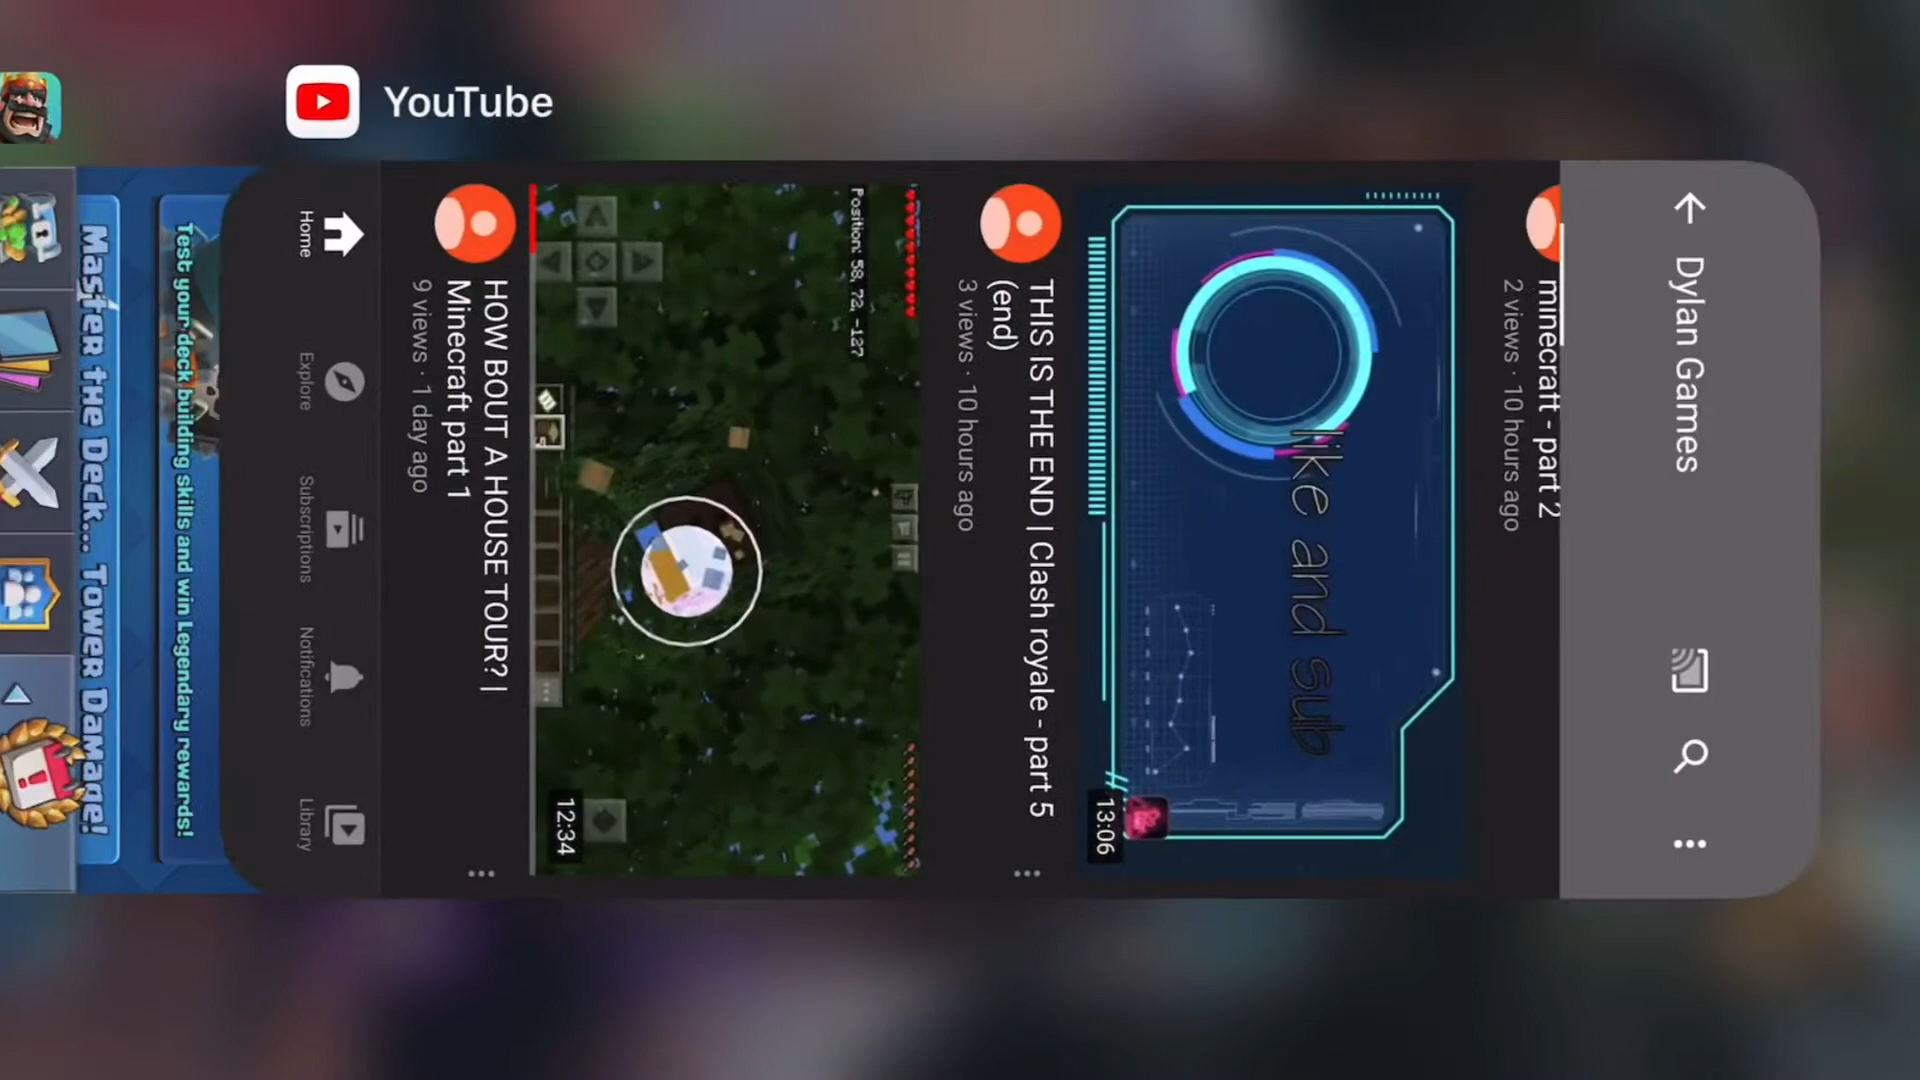 YouTube
Dylan Games
minecraft - part 2
2 views · 10 hours ago
like and sub
13:06
THIS IS THE END | Clash royale - part 5
(end)
3 views · 10 hours ago
Position: 58, 72, -127
12:34
HOW BOUT A HOUSE TOUR? |
Minecraft part 1
9 views · 1 day ago
Home
Explore
Subscriptions
Notifications
Library
Test your deck building skills and win Legendary rewards!
Master the Deck... Tower Damage!